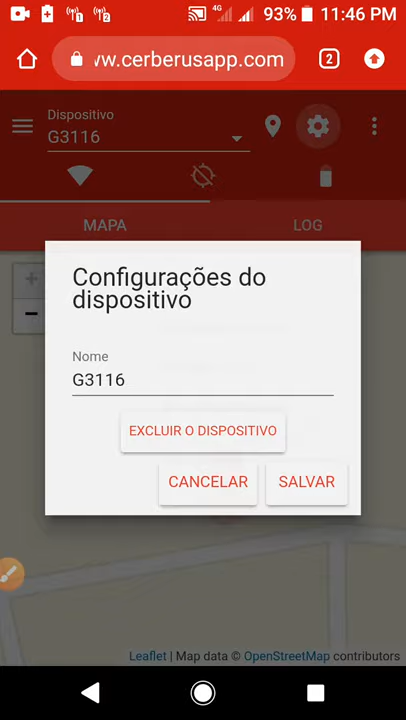 4G 93% 11:46 PM
vw.cerberusapp.com 2
Dispositivo
G3116
MAPA LOG
+
Configurações do
dispositivo
−
Nome
G3116
EXCLUIR O DISPOSITIVO
CANCELAR SALVAR
Leaflet | Map data © OpenStreetMap contributors